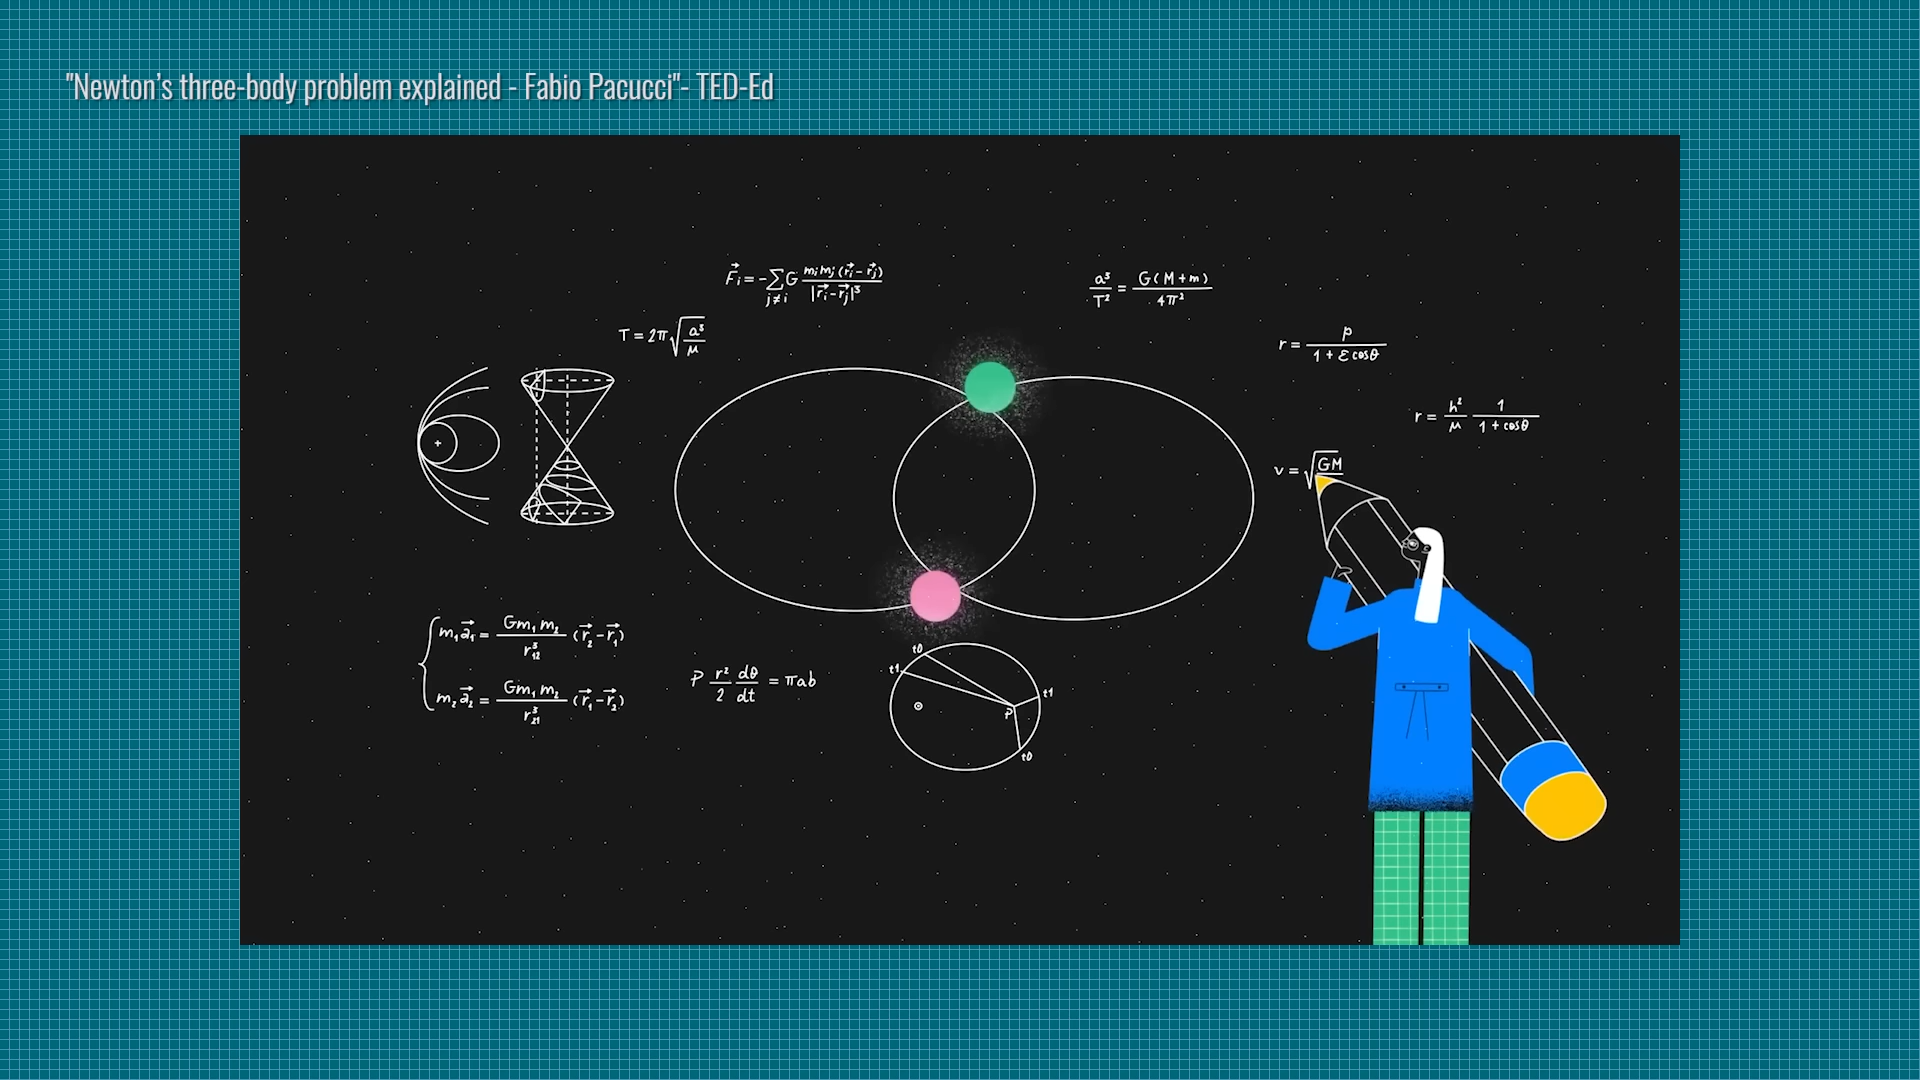 "Newton’s three-body problem explained - Fabio Pacucci"- TED-Ed
F⃗i = -∑j≠i G mimj(r⃗i-r⃗j) / |r⃗i-r⃗j|³
a³/T² = G(M+m)/4π²
T = 2π√(a³/μ)
r = p / (1 + ε cosθ)
r = h²/μ 1/(1 + cosθ)
v = √GM
m₁a⃗₁ = Gm₁m₂/r³₁₂ (r⃗₂-r⃗₁)
m₂a⃗₂ = Gm₁m₂/r³₂₁ (r⃗₁-r⃗₂)
P r²/2 dθ/dt = πab
t0
t1
t1
P
t0